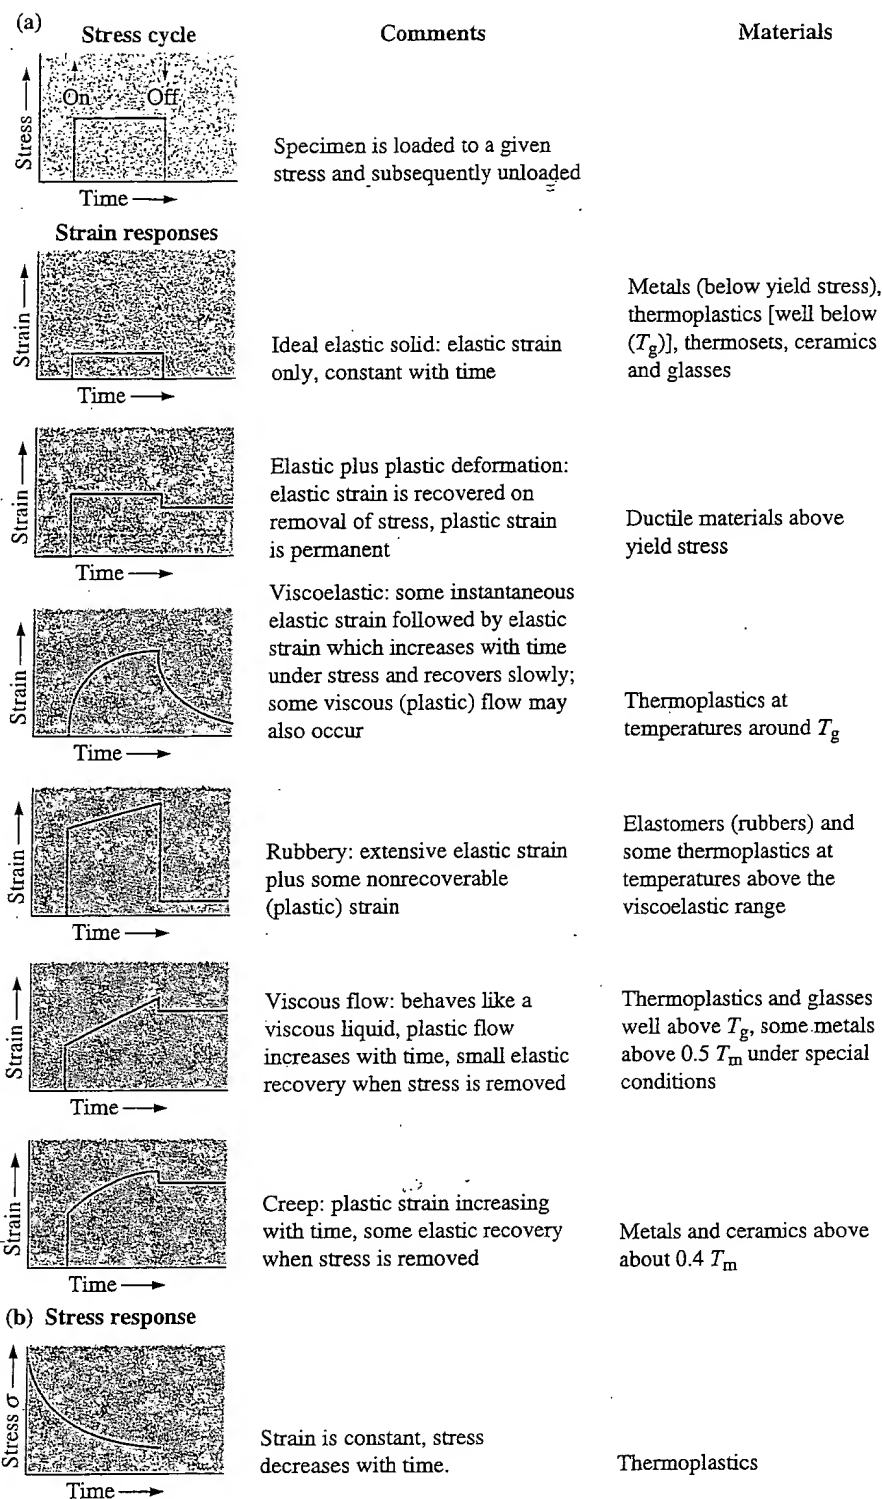 (a)
Stress cycle
Comments
Materials
Stress
On
Off
Time
Specimen is loaded to a given
stress and subsequently unloaded
Strain responses
Strain
Time
Ideal elastic solid: elastic strain
only, constant with time
Metals (below yield stress),
thermoplastics [well below
(Tg)], thermosets, ceramics
and glasses
Strain
Time
Elastic plus plastic deformation:
elastic strain is recovered on
removal of stress, plastic strain
is permanent
Ductile materials above
yield stress
Strain
Time
Viscoelastic: some instantaneous
elastic strain followed by elastic
strain which increases with time
under stress and recovers slowly;
some viscous (plastic) flow may
also occur
Thermoplastics at
temperatures around Tg
Strain
Time
Rubbery: extensive elastic strain
plus some nonrecoverable
(plastic) strain
Elastomers (rubbers) and
some thermoplastics at
temperatures above the
viscoelastic range
Strain
Time
Viscous flow: behaves like a
viscous liquid, plastic flow
increases with time, small elastic
recovery when stress is removed
Thermoplastics and glasses
well above Tg, some metals
above 0.5 Tm under special
conditions
Strain
Time
Creep: plastic strain increasing
with time, some elastic recovery
when stress is removed
Metals and ceramics above
about 0.4 Tm
(b) Stress response
Stress σ
Time
Strain is constant, stress
decreases with time.
Thermoplastics